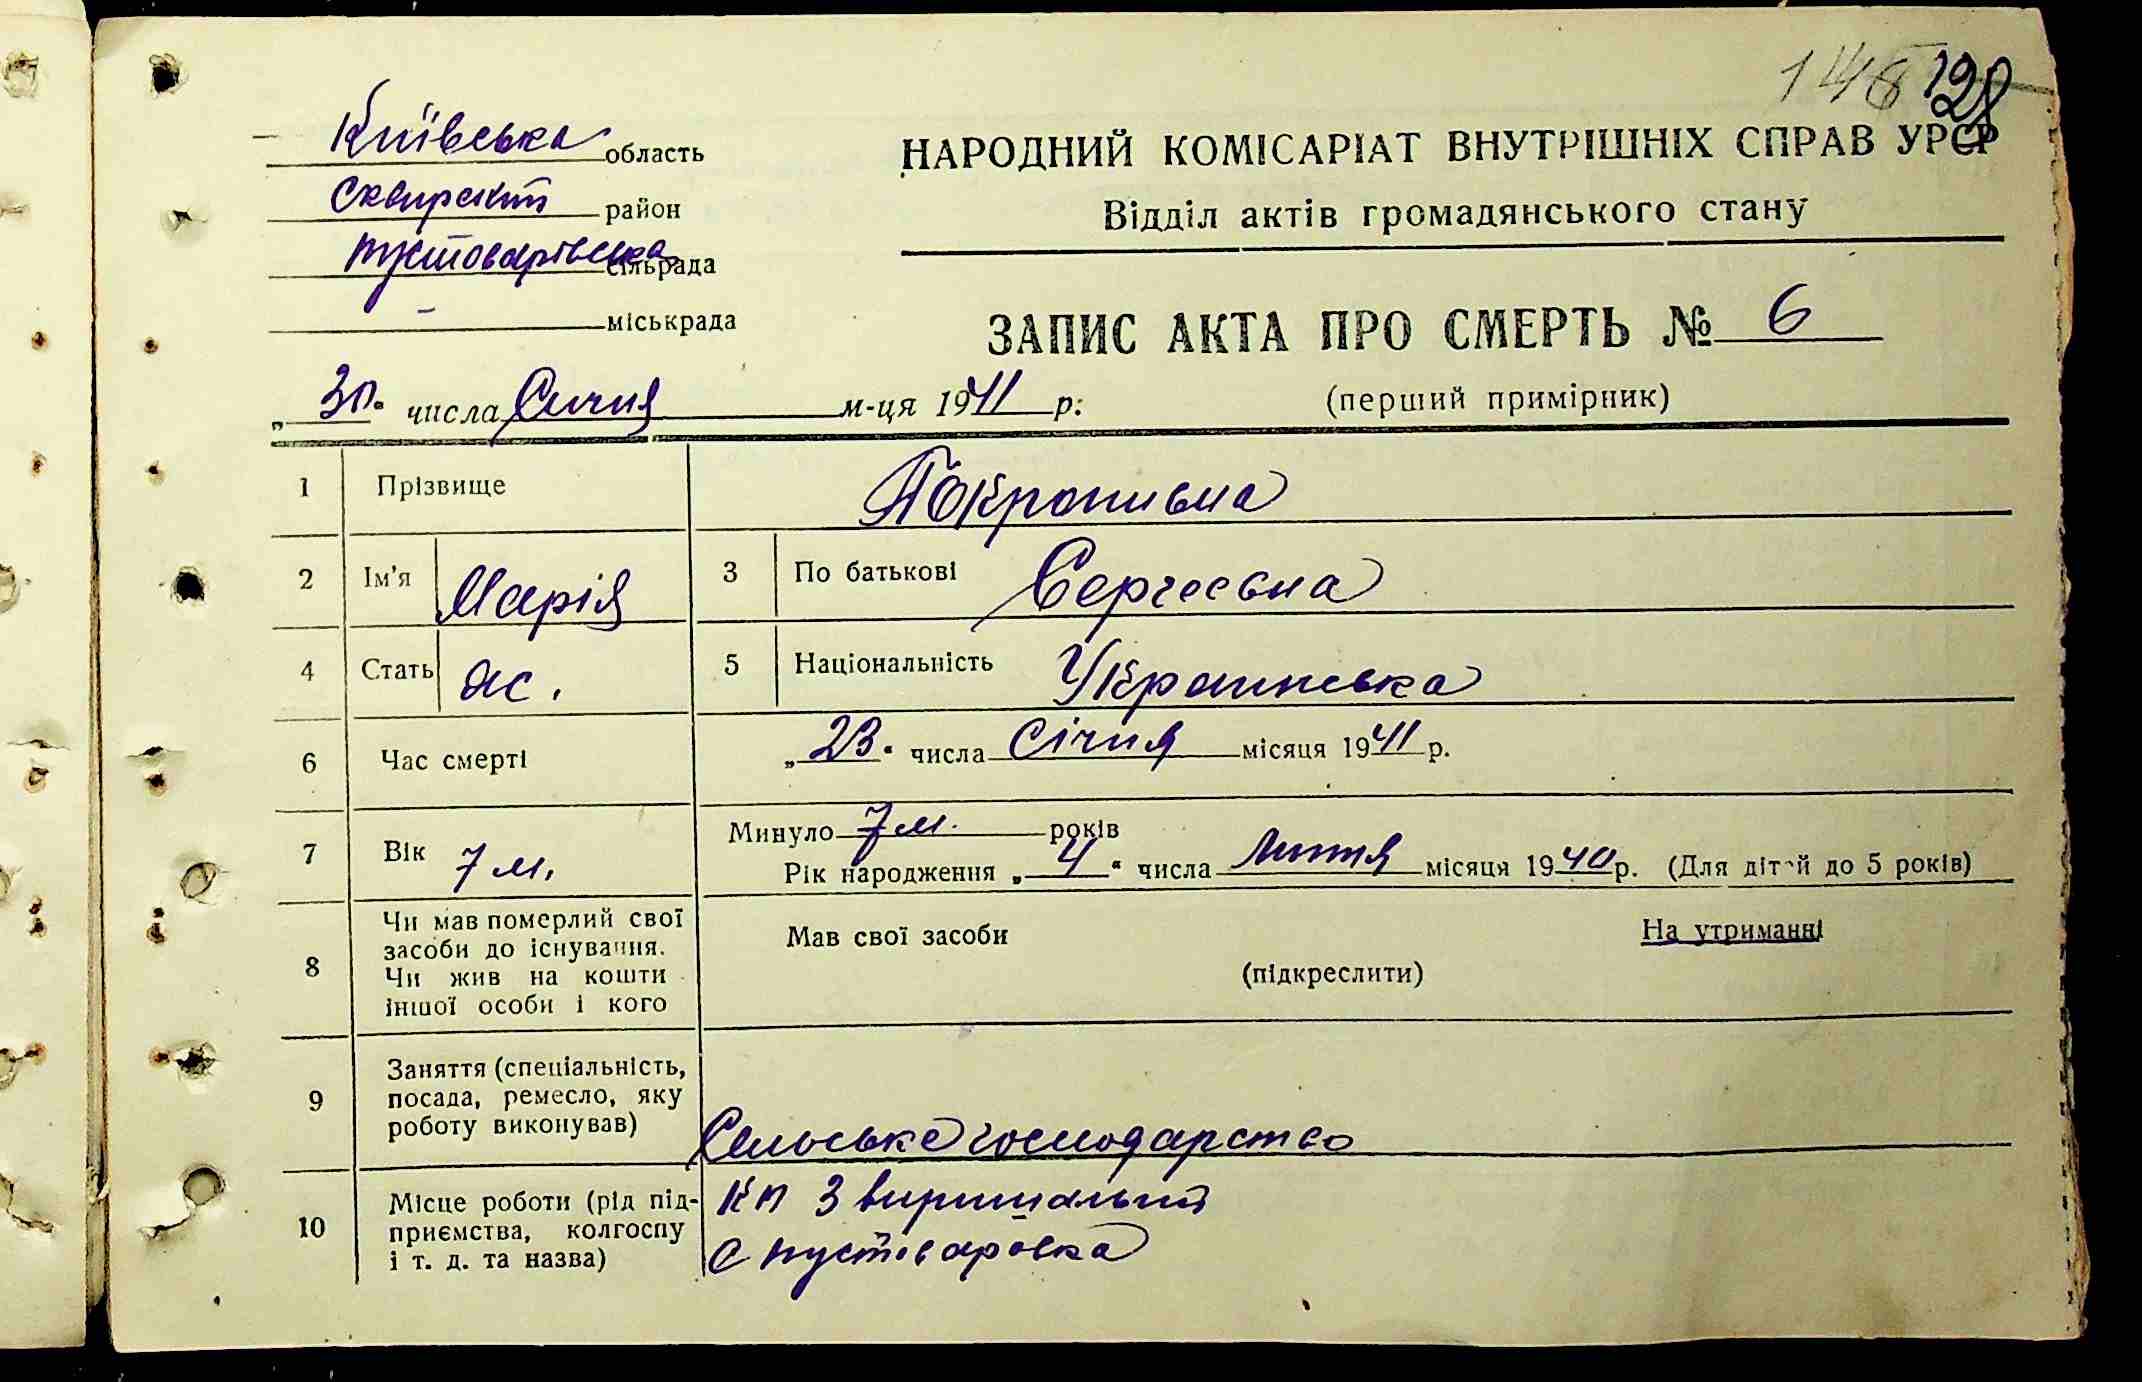 148 128
Київська область
Сквирський район
Пустоварівська сільрада
- міськрада
НАРОДНИЙ КОМІСАРІАТ ВНУТРІШНІХ СПРАВ УРСР
Відділ актів громадянського стану
ЗАПИС АКТА ПРО СМЕРТЬ № 6
(перший примірник)
„ 30. числа Січня м-ця 1941 р:
1 Прізвище Покропивна
2 Ім'я Марія 3 По батькові Сергеевна
4 Стать ж. 5 Національність Українська
6 Час смерті „ 23. числа Січня місяця 1941 р.
7 Вік 7 м. Минуло 7 м. років
Рік народження „ 4 “ числа Липня місяця 1940 р. (Для дітей до 5 років)
8 Чи мав померлий свої
засоби до існування.
Чи жив на кошти
іншої особи і кого
Мав свої засоби На утриманні
(підкреслити)
9 Заняття (спеціальність,
посада, ремесло, яку
роботу виконував)
Сельське господарство
10 Місце роботи (рід під-
приємства, колгоспу
і т. д. та назва)
КП 3 вирішальний
с пустоваровка